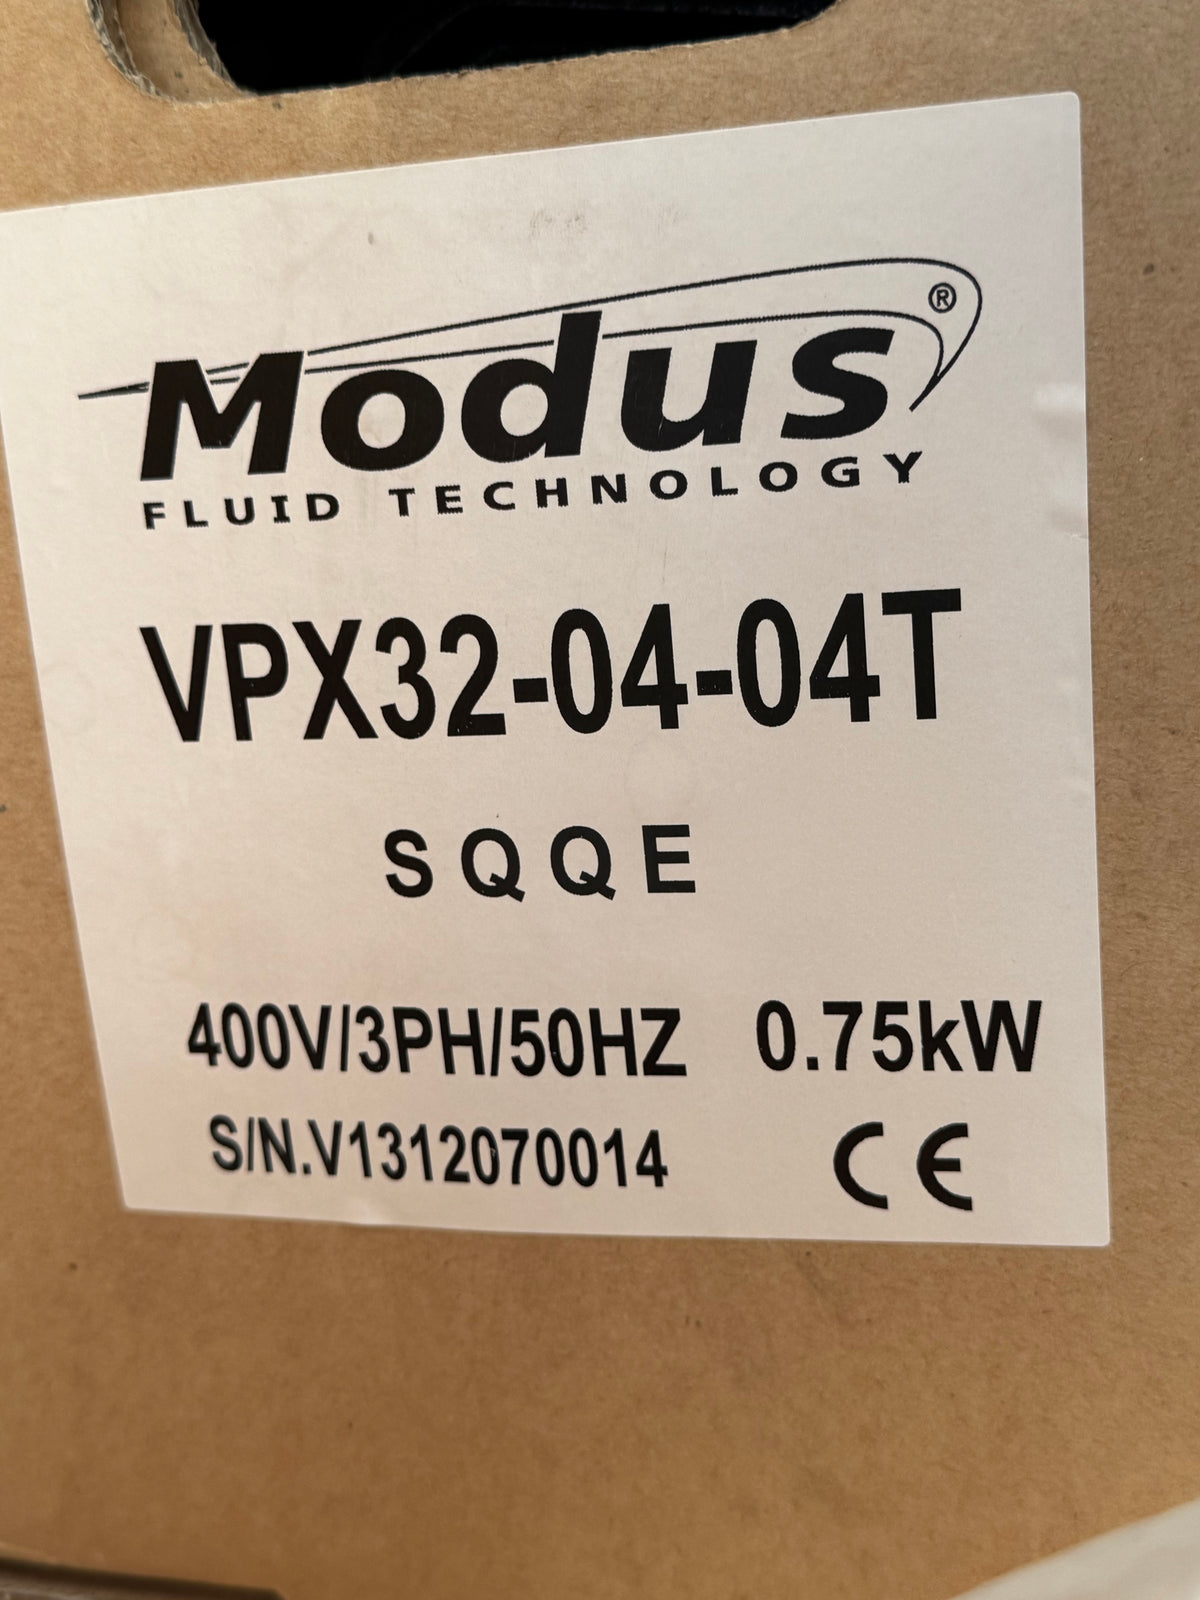 Modus®
FLUID TECHNOLOGY
VPX32-04-04T
SQQE
400V/3PH/50HZ 0.75kW
S/N.V1312070014 CE